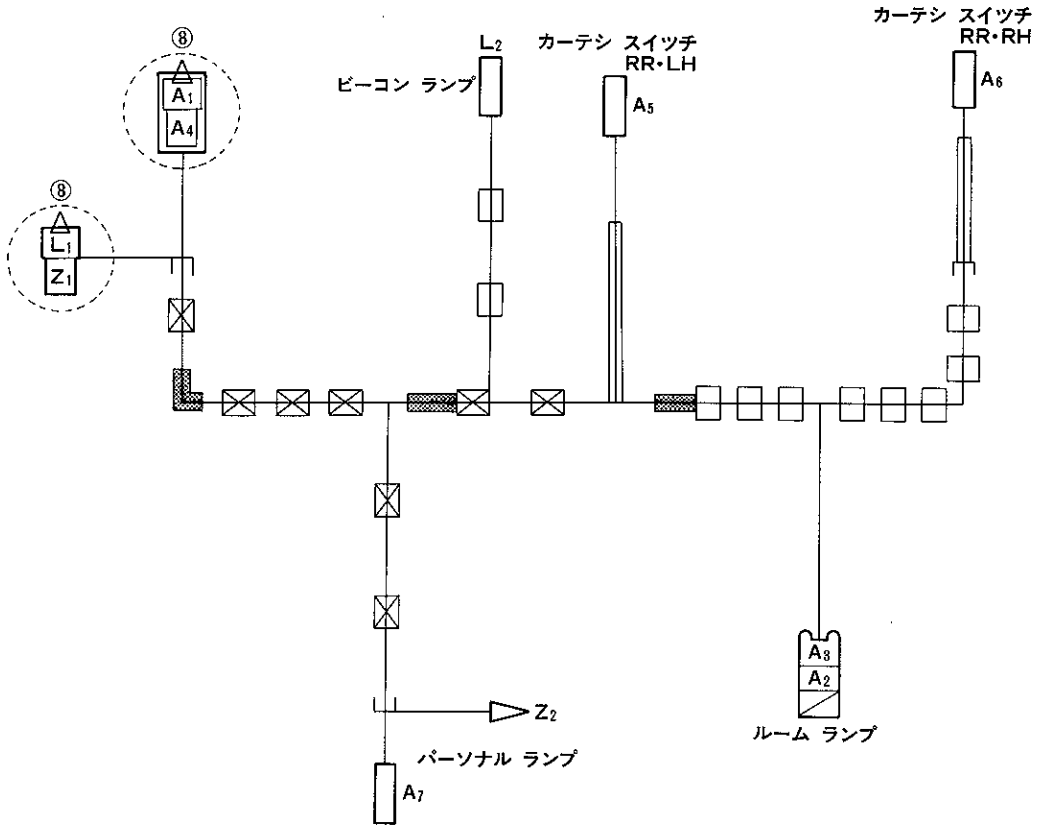 ⑧
A1
A4
⑧
L1
Z1
L2
ビーコン ランプ
カーテシ スイツチ
RR・LH
A5
カーテシ スイツチ
RR・RH
A6
Z2
パーソナル ランプ
A7
A3
A2
ルーム ランプ